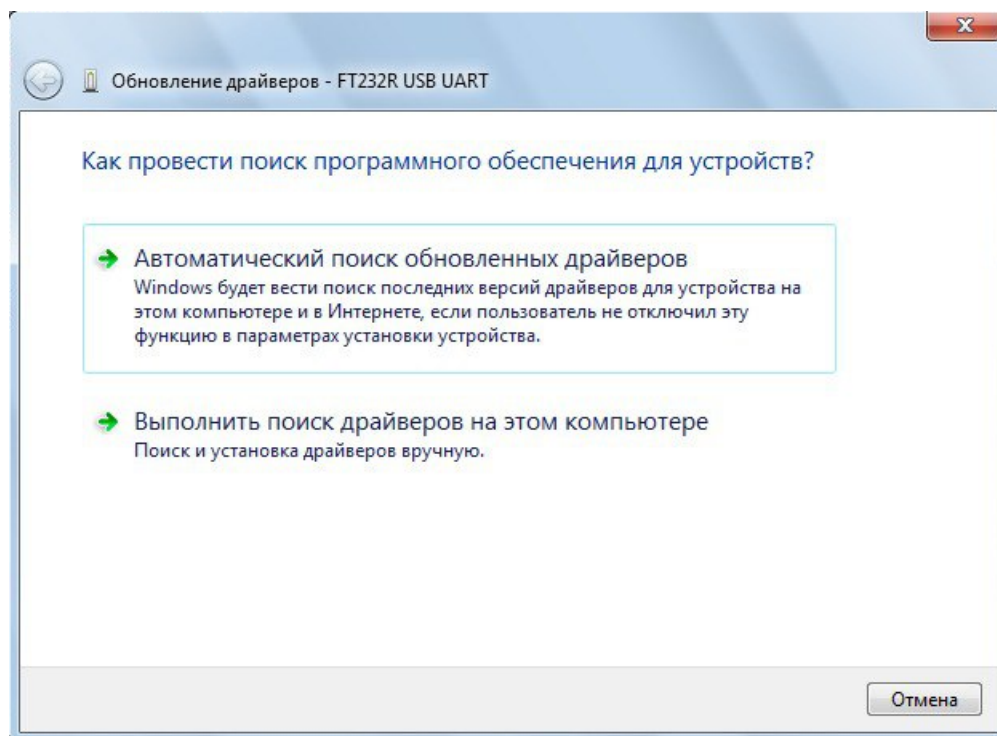 Обновление драйверов - FT232R USB UART
Как провести поиск программного обеспечения для устройств?
Автоматический поиск обновленных драйверов
Windows будет вести поиск последних версий драйверов для устройства на
этом компьютере и в Интернете, если пользователь не отключил эту
функцию в параметрах установки устройства.
Выполнить поиск драйверов на этом компьютере
Поиск и установка драйверов вручную.
Отмена